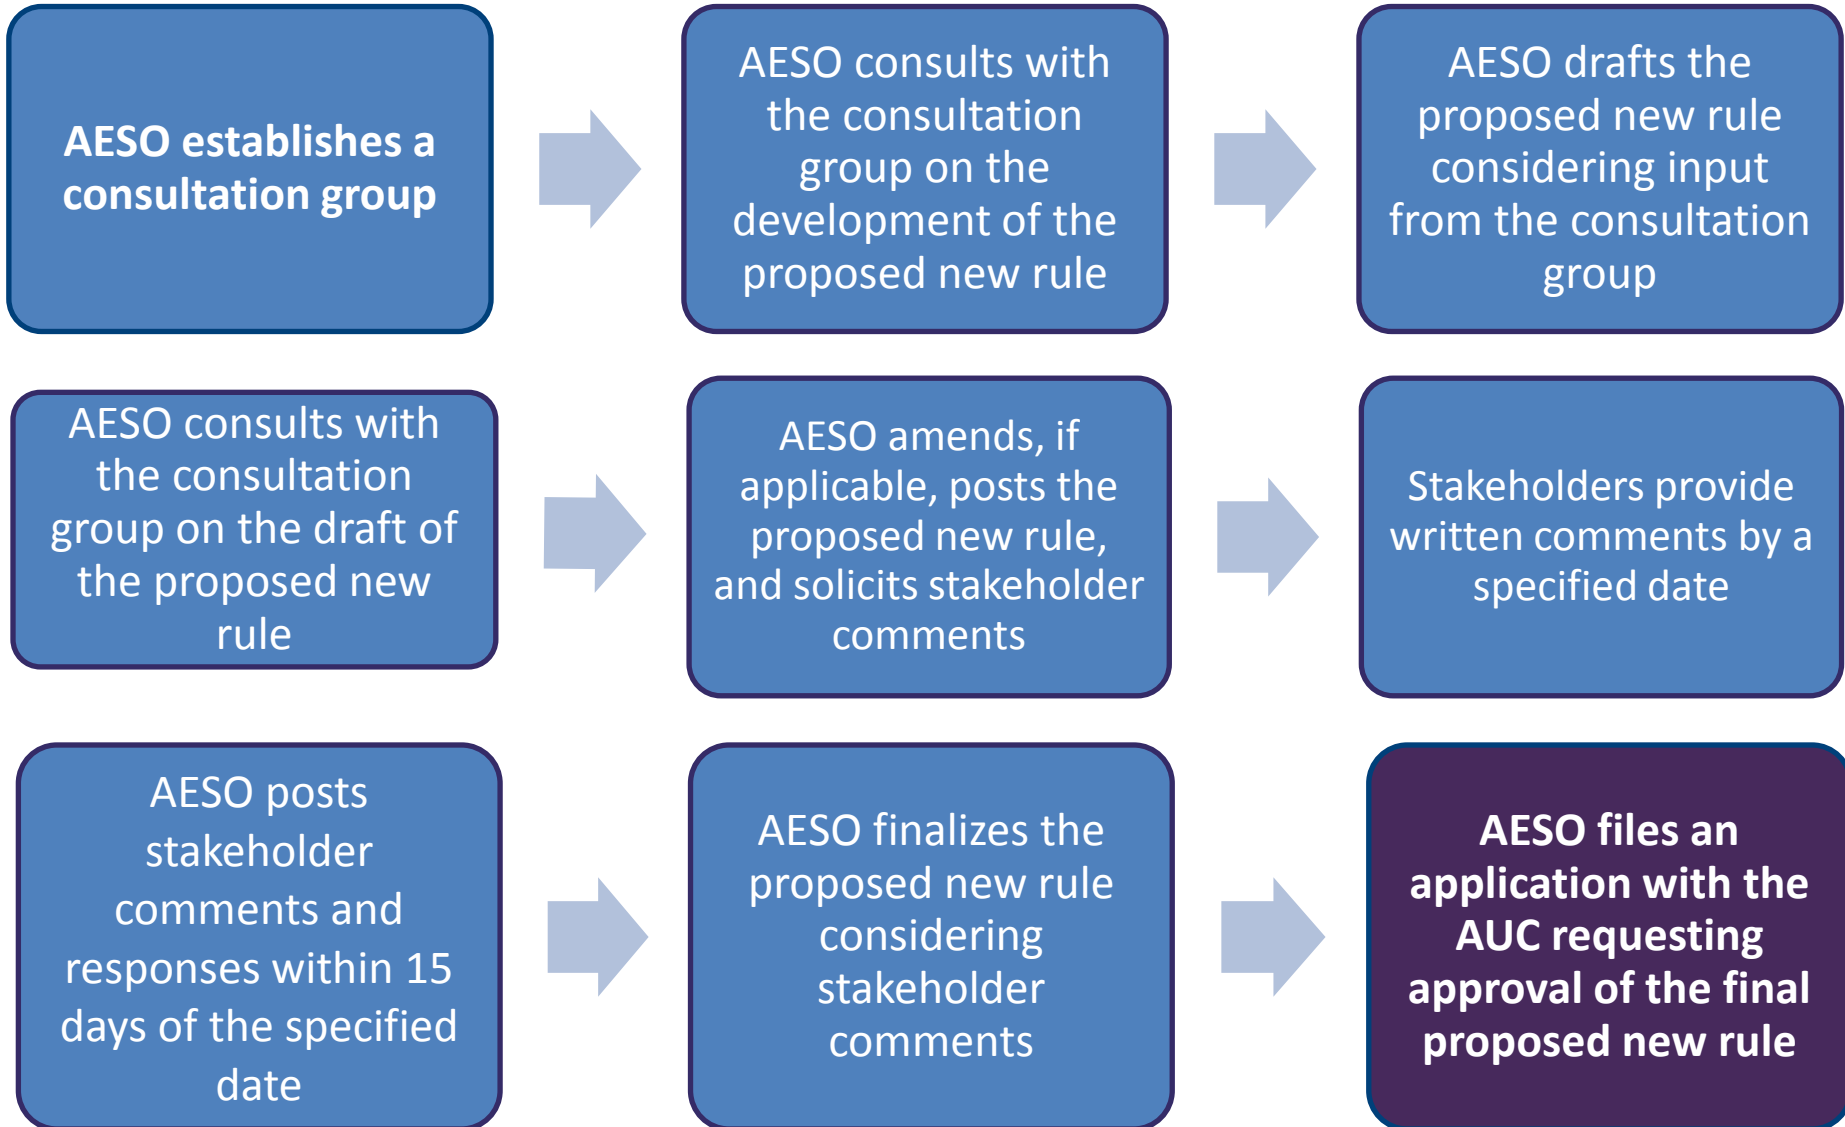 AESO establishes a
consultation group
AESO consults with
the consultation
group on the
development of the
proposed new rule
AESO drafts the
proposed new rule
considering input
from the consultation
group
AESO consults with
the consultation
group on the draft of
the proposed new
rule
AESO amends, if
applicable, posts the
proposed new rule,
and solicits stakeholder
comments
Stakeholders provide
written comments by a
specified date
AESO posts
stakeholder
comments and
responses within 15
days of the specified
date
AESO finalizes the
proposed new rule
considering
stakeholder
comments
AESO files an
application with the
AUC requesting
approval of the final
proposed new rule